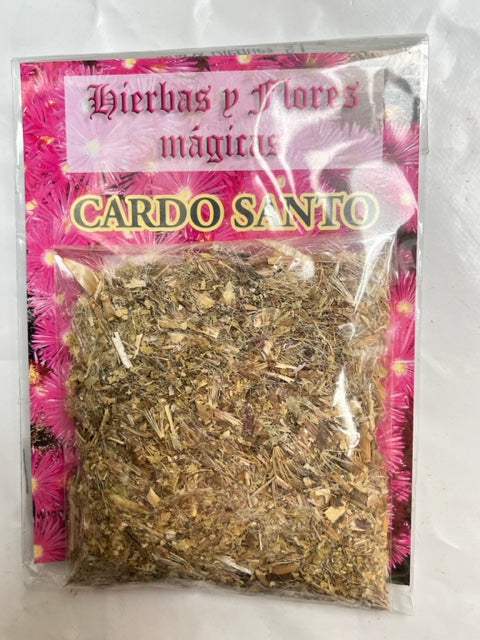 Hierbas y Flores
mágicas
CARDO SANTO